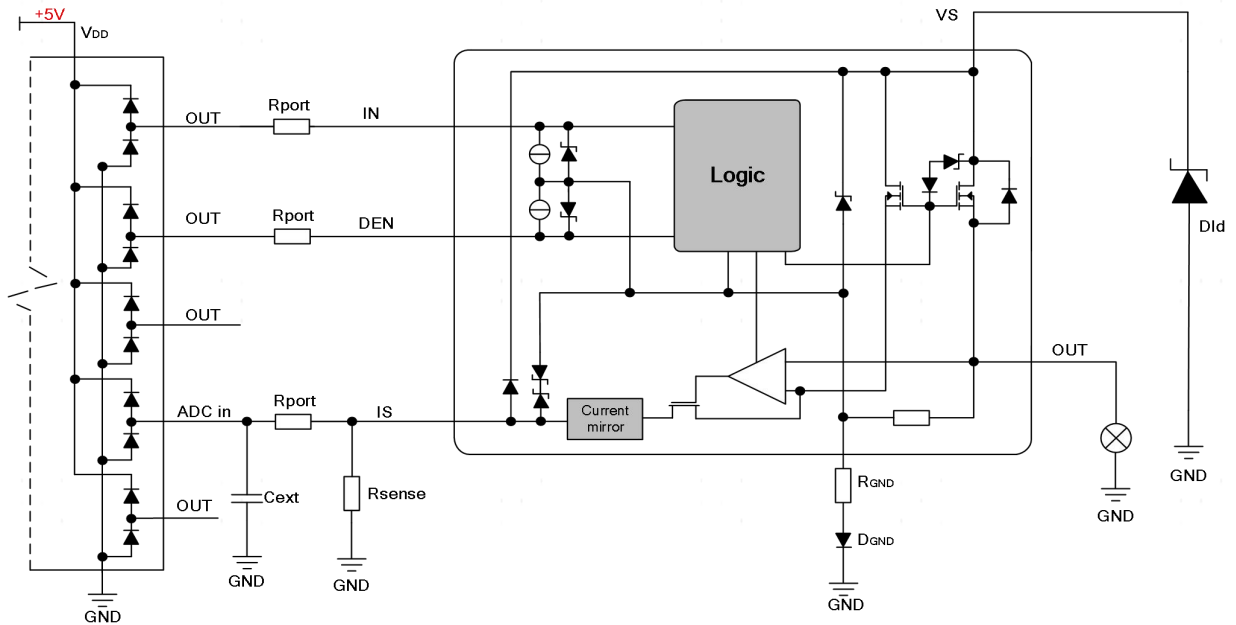 +5V
VDD
VS
OUT
Rport
IN
Logic
OUT
Rport
DEN
Dld
OUT
OUT
ADC in
Rport
IS
Current
mirror
GND
Cext
Rsense
OUT
RGND
GND
DGND
GND
GND
GND
GND